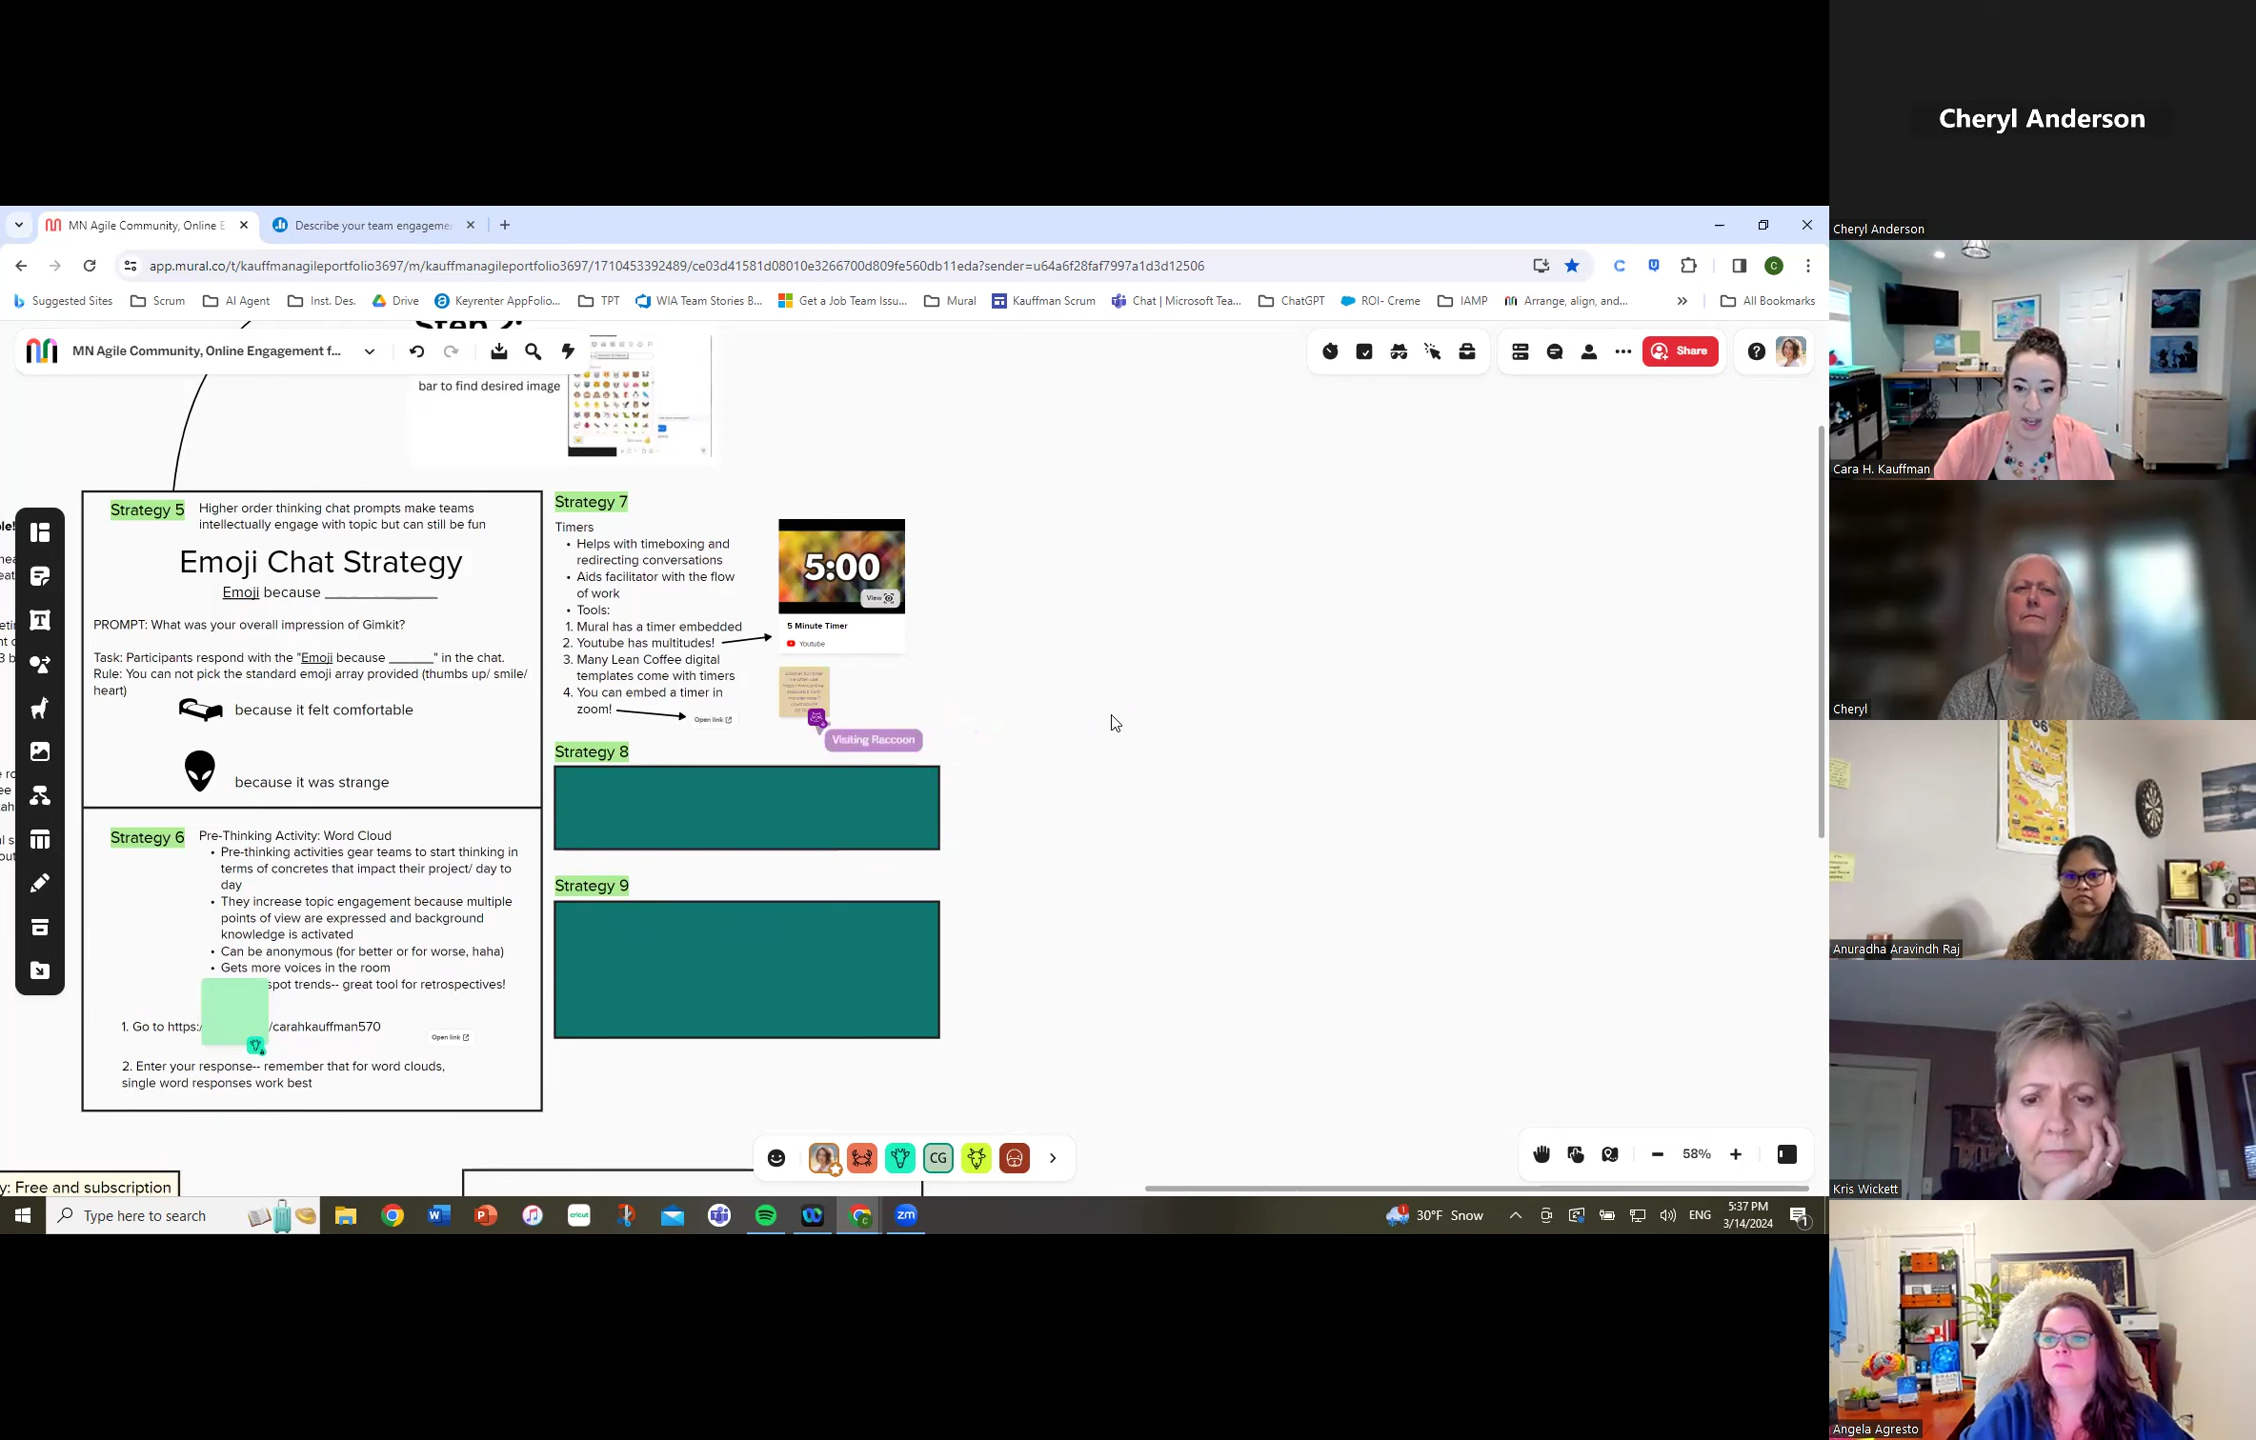 Cheryl Anderson
Cheryl Anderson
MN Agile Community, Online E
Describe your team engageme
app.mural.co/t/kauffmanagileportfolio3697/m/kauffmanagileportfolio3697/1710453392489/ce03d41581d08010e3266700d809fe560db11eda?sender=u64a6f28faf7997a1d3d12506
Suggested Sites
Scrum
AI Agent
Inst. Des.
Drive
Keyrenter AppFolio...
TPT
WIA Team Stories B...
Get a Job Team Issu...
Mural
Kauffman Scrum
Chat | Microsoft Tea...
ChatGPT
ROI- Creme
IAMP
Arrange, align, and...
All Bookmarks
Step 2:
MN Agile Community, Online Engagement f...
Share
bar to find desired image
Cara H. Kauffman
Strategy 5
Higher order thinking chat prompts make teams
intellectually engage with topic but can still be fun
Emoji Chat Strategy
Emoji because ______________
PROMPT: What was your overall impression of Gimkit?
Task: Participants respond with the "Emoji because ______" in the chat.
Rule: You can not pick the standard emoji array provided (thumbs up/ smile/
heart)
because it felt comfortable
because it was strange
Strategy 6
Pre-Thinking Activity: Word Cloud
• Pre-thinking activities gear teams to start thinking in
terms of concretes that impact their project/ day to
day
• They increase topic engagement because multiple
points of view are expressed and background
knowledge is activated
• Can be anonymous (for better or for worse, haha)
• Gets more voices in the room
spot trends-- great tool for retrospectives!
1. Go to https:/
/carahkauffman570
Open link
2. Enter your response-- remember that for word clouds,
single word responses work best
Strategy 7
Timers
• Helps with timeboxing and
redirecting conversations
• Aids facilitator with the flow
of work
• Tools:
1. Mural has a timer embedded
2. Youtube has multitudes!
3. Many Lean Coffee digital
templates come with timers
4. You can embed a timer in
zoom!
Open link
5:00
View
5 Minute Timer
Youtube
Visiting Raccoon
Strategy 8
Strategy 9
y: Free and subscription
CG
58%
Type here to search
cricut
zm
30°F Snow
ENG
5:37 PM
3/14/2024
1
Cheryl
Anuradha Aravindh Raj
Kris Wickett
Angela Agresto